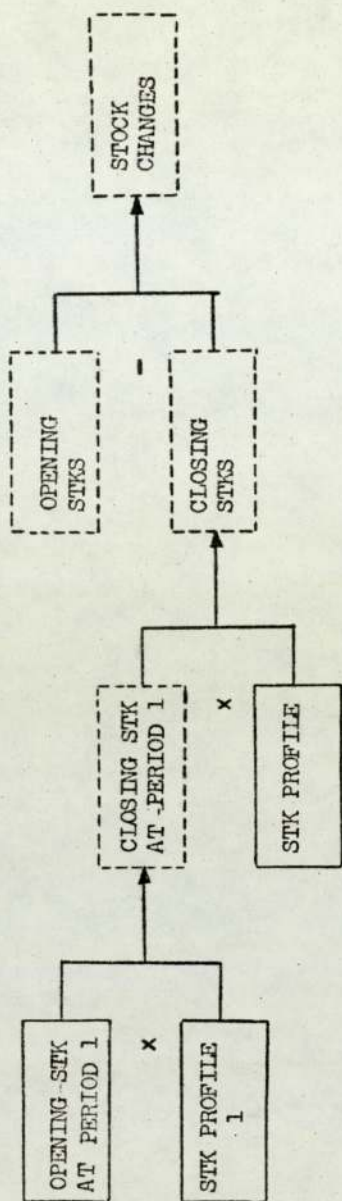 OPENING STK
AT PERIOD 1
x
STK PROFILE
1
CLOSING STK
AT PERIOD 1
x
STK PROFILE
OPENING
STKS
-
CLOSING
STKS
STOCK
CHANGES